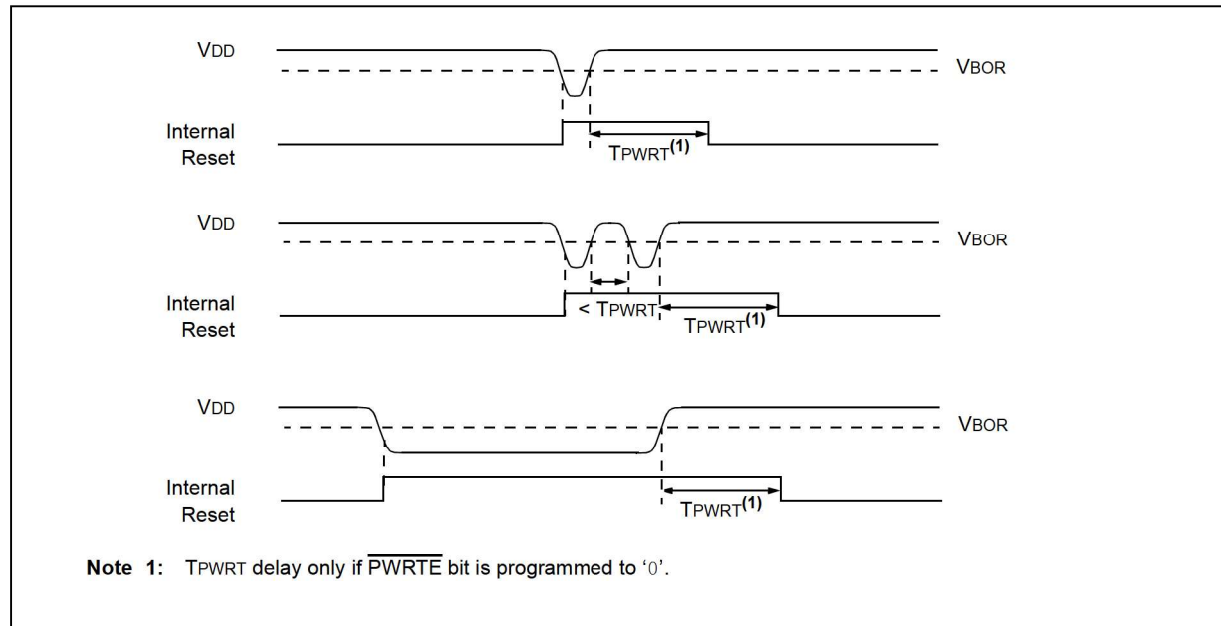 VDD
VBOR
Internal
Reset
TPWRT(1)
VDD
VBOR
Internal
Reset
< TPWRT
TPWRT(1)
VDD
VBOR
Internal
Reset
TPWRT(1)
Note 1: TPWRT delay only if PWRTE bit is programmed to ‘0’.